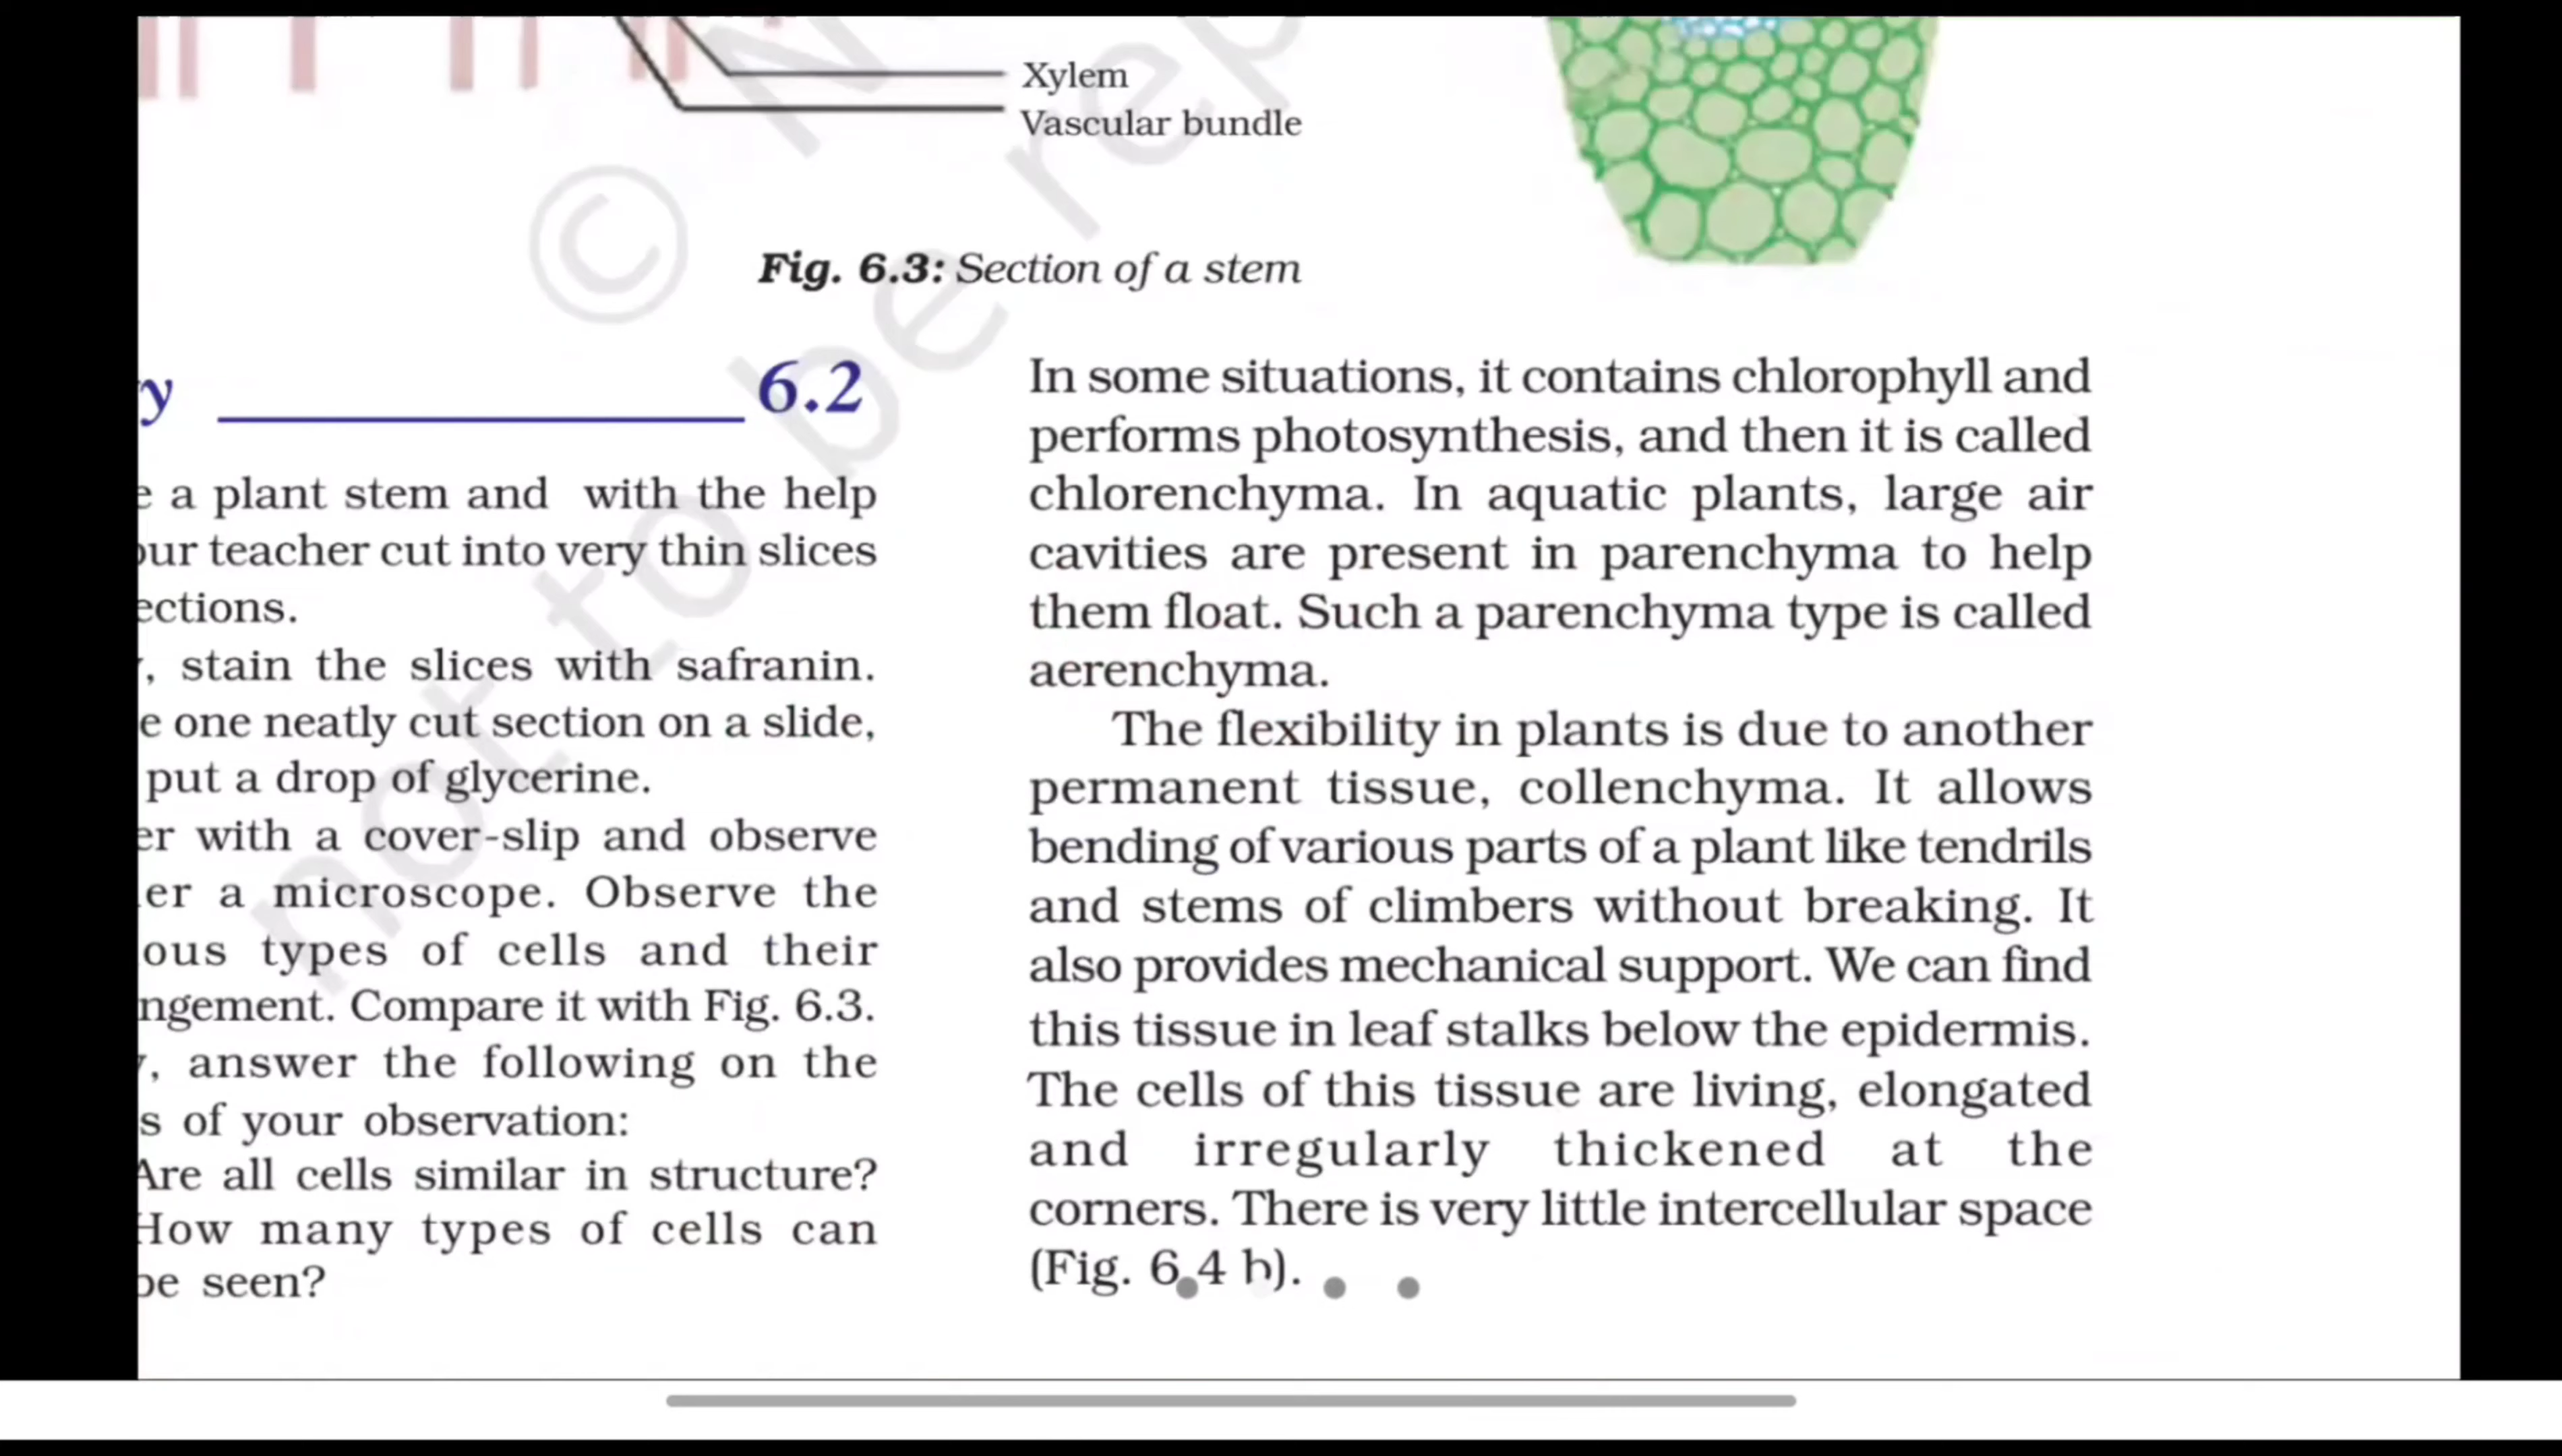 Xylem
Vascular bundle
Fig. 6.3: Section of a stem
6.2
a plant stem and with the help
teacher cut into very thin slices
stain the slices with safranin.
one neatly cut section on a slide,
put a drop of glycerine.
with a cover-slip and observe
a microscope. Observe the
types of cells and their
Compare it with Fig. 6.3.
answer the following on the
of your observation:
Are all cells similar in structure?
How many types of cells can
be seen?
In some situations, it contains chlorophyll and
performs photosynthesis, and then it is called
chlorenchyma. In aquatic plants, large air
cavities are present in parenchyma to help
them float. Such a parenchyma type is called
aerenchyma.
The flexibility in plants is due to another
permanent tissue, collenchyma. It allows
bending of various parts of a plant like tendrils
and stems of climbers without breaking. It
also provides mechanical support. We can find
this tissue in leaf stalks below the epidermis.
The cells of this tissue are living, elongated
and irregularly thickened at the
corners. There is very little intercellular space
(Fig. 6.4 b).
© N
not to be rep